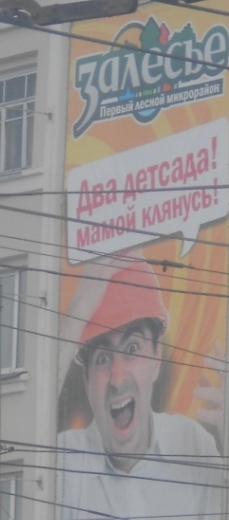 Залесье
Первый лесной микрорайон
Два детсада!
мамой клянусь!